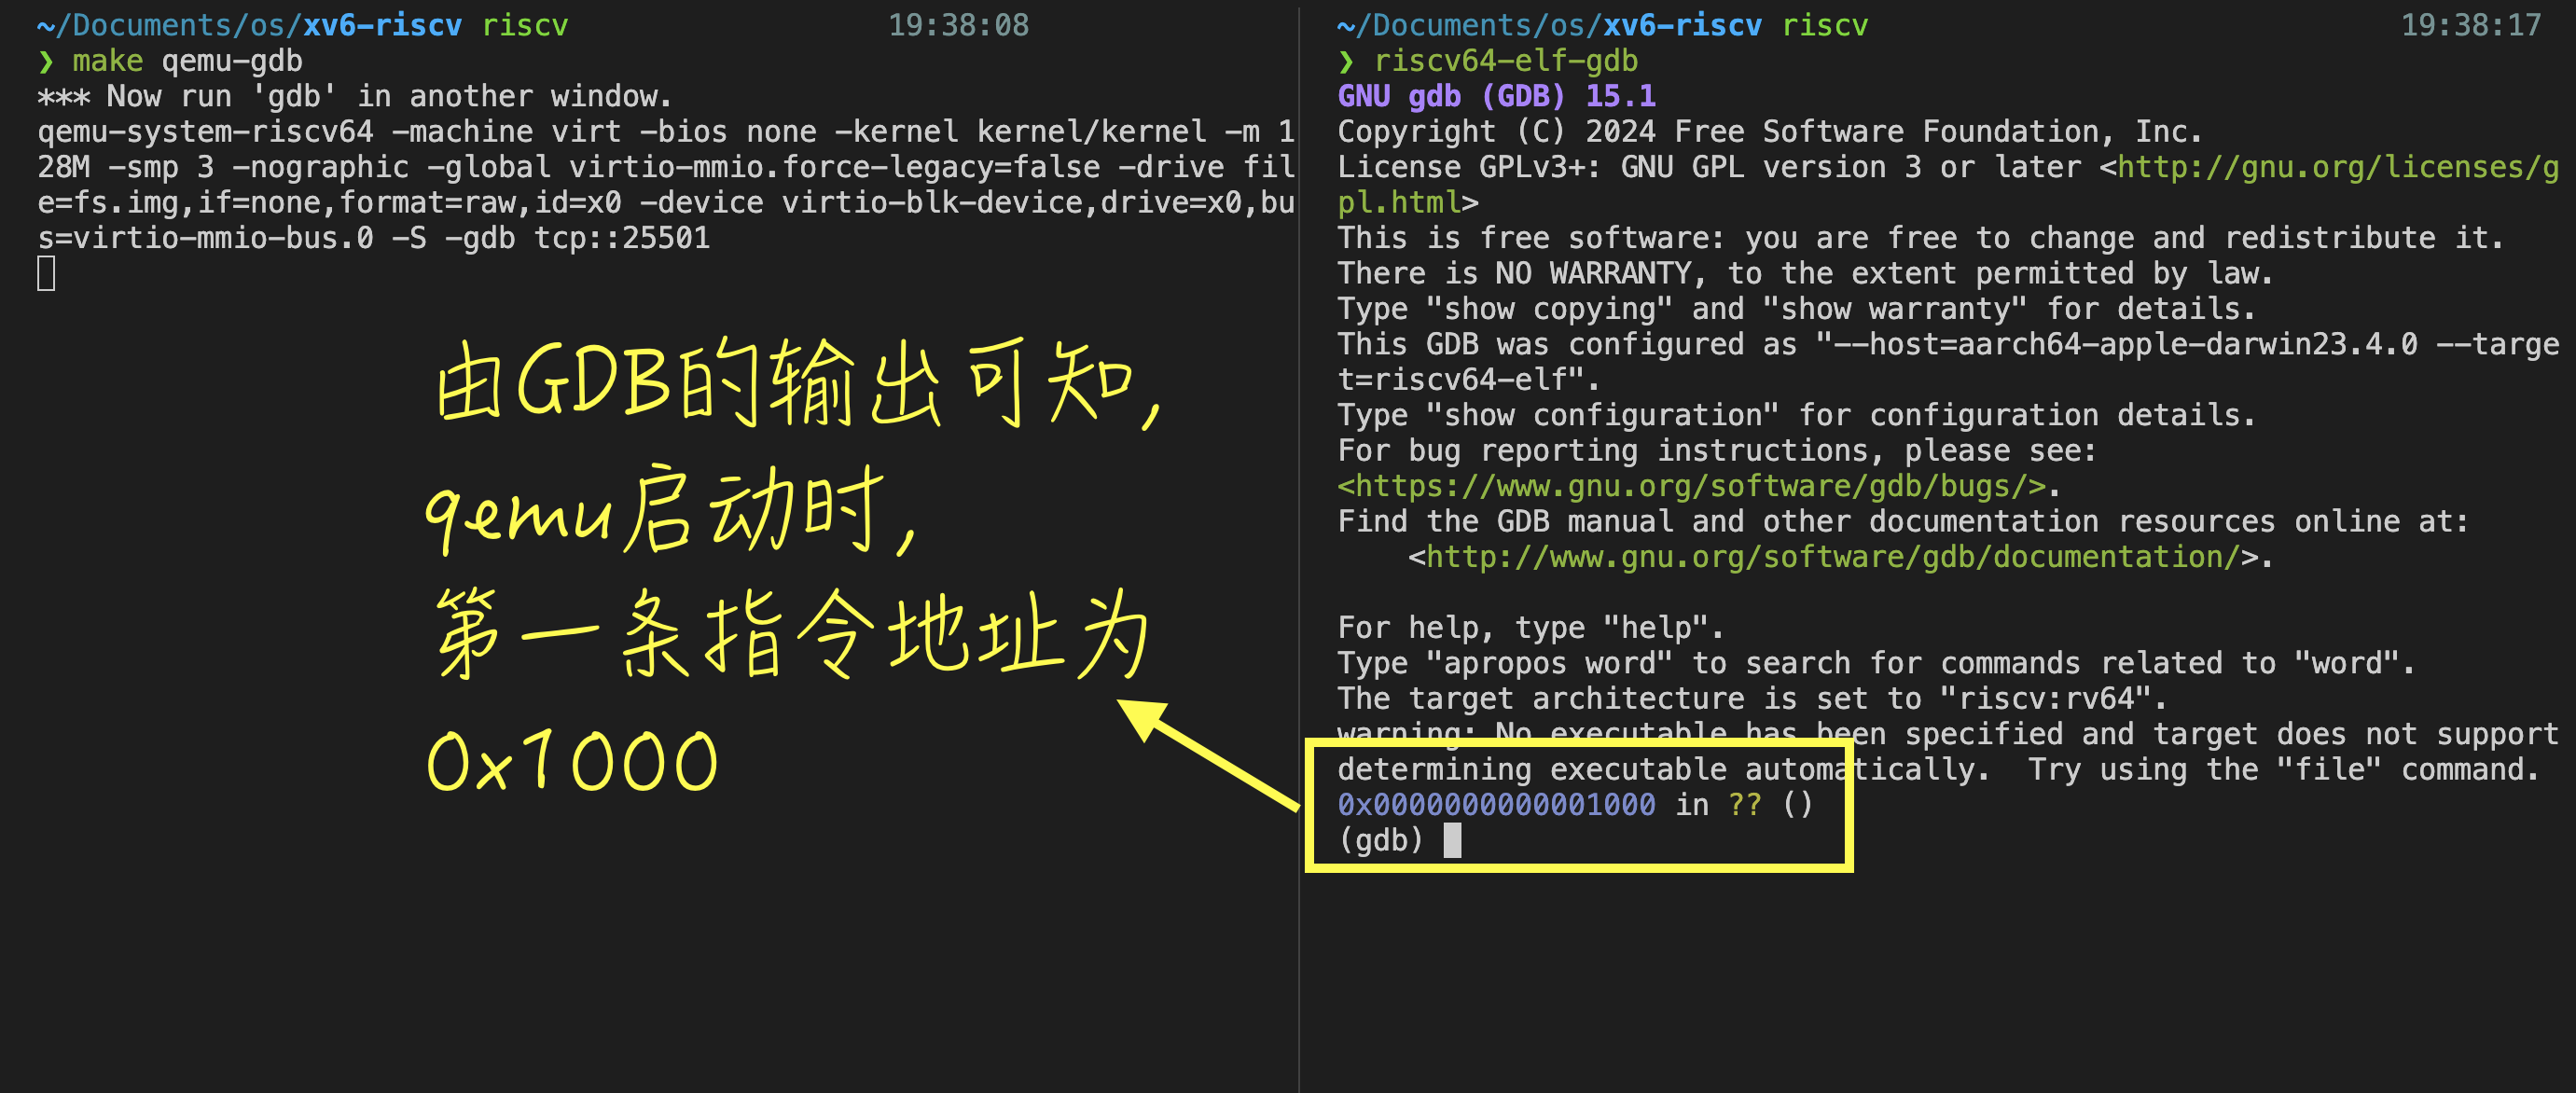 ~/Documents/os/xv6-riscv riscv 19:38:08
❯ make qemu-gdb
*** Now run 'gdb' in another window.
qemu-system-riscv64 -machine virt -bios none -kernel kernel/kernel -m 1
28M -smp 3 -nographic -global virtio-mmio.force-legacy=false -drive fil
e=fs.img,if=none,format=raw,id=x0 -device virtio-blk-device,drive=x0,bu
s=virtio-mmio-bus.0 -S -gdb tcp::25501
由GDB的输出可知,
qemu启动时,
第一条指令地址为
0x1000
~/Documents/os/xv6-riscv riscv 19:38:17
❯ riscv64-elf-gdb
GNU gdb (GDB) 15.1
Copyright (C) 2024 Free Software Foundation, Inc.
License GPLv3+: GNU GPL version 3 or later <http://gnu.org/licenses/g
pl.html>
This is free software: you are free to change and redistribute it.
There is NO WARRANTY, to the extent permitted by law.
Type "show copying" and "show warranty" for details.
This GDB was configured as "--host=aarch64-apple-darwin23.4.0 --targe
t=riscv64-elf".
Type "show configuration" for configuration details.
For bug reporting instructions, please see:
<https://www.gnu.org/software/gdb/bugs/>.
Find the GDB manual and other documentation resources online at:
    <http://www.gnu.org/software/gdb/documentation/>.
For help, type "help".
Type "apropos word" to search for commands related to "word".
The target architecture is set to "riscv:rv64".
warning: No executable has been specified and target does not support
determining executable automatically.  Try using the "file" command.
0x0000000000001000 in ?? ()
(gdb)